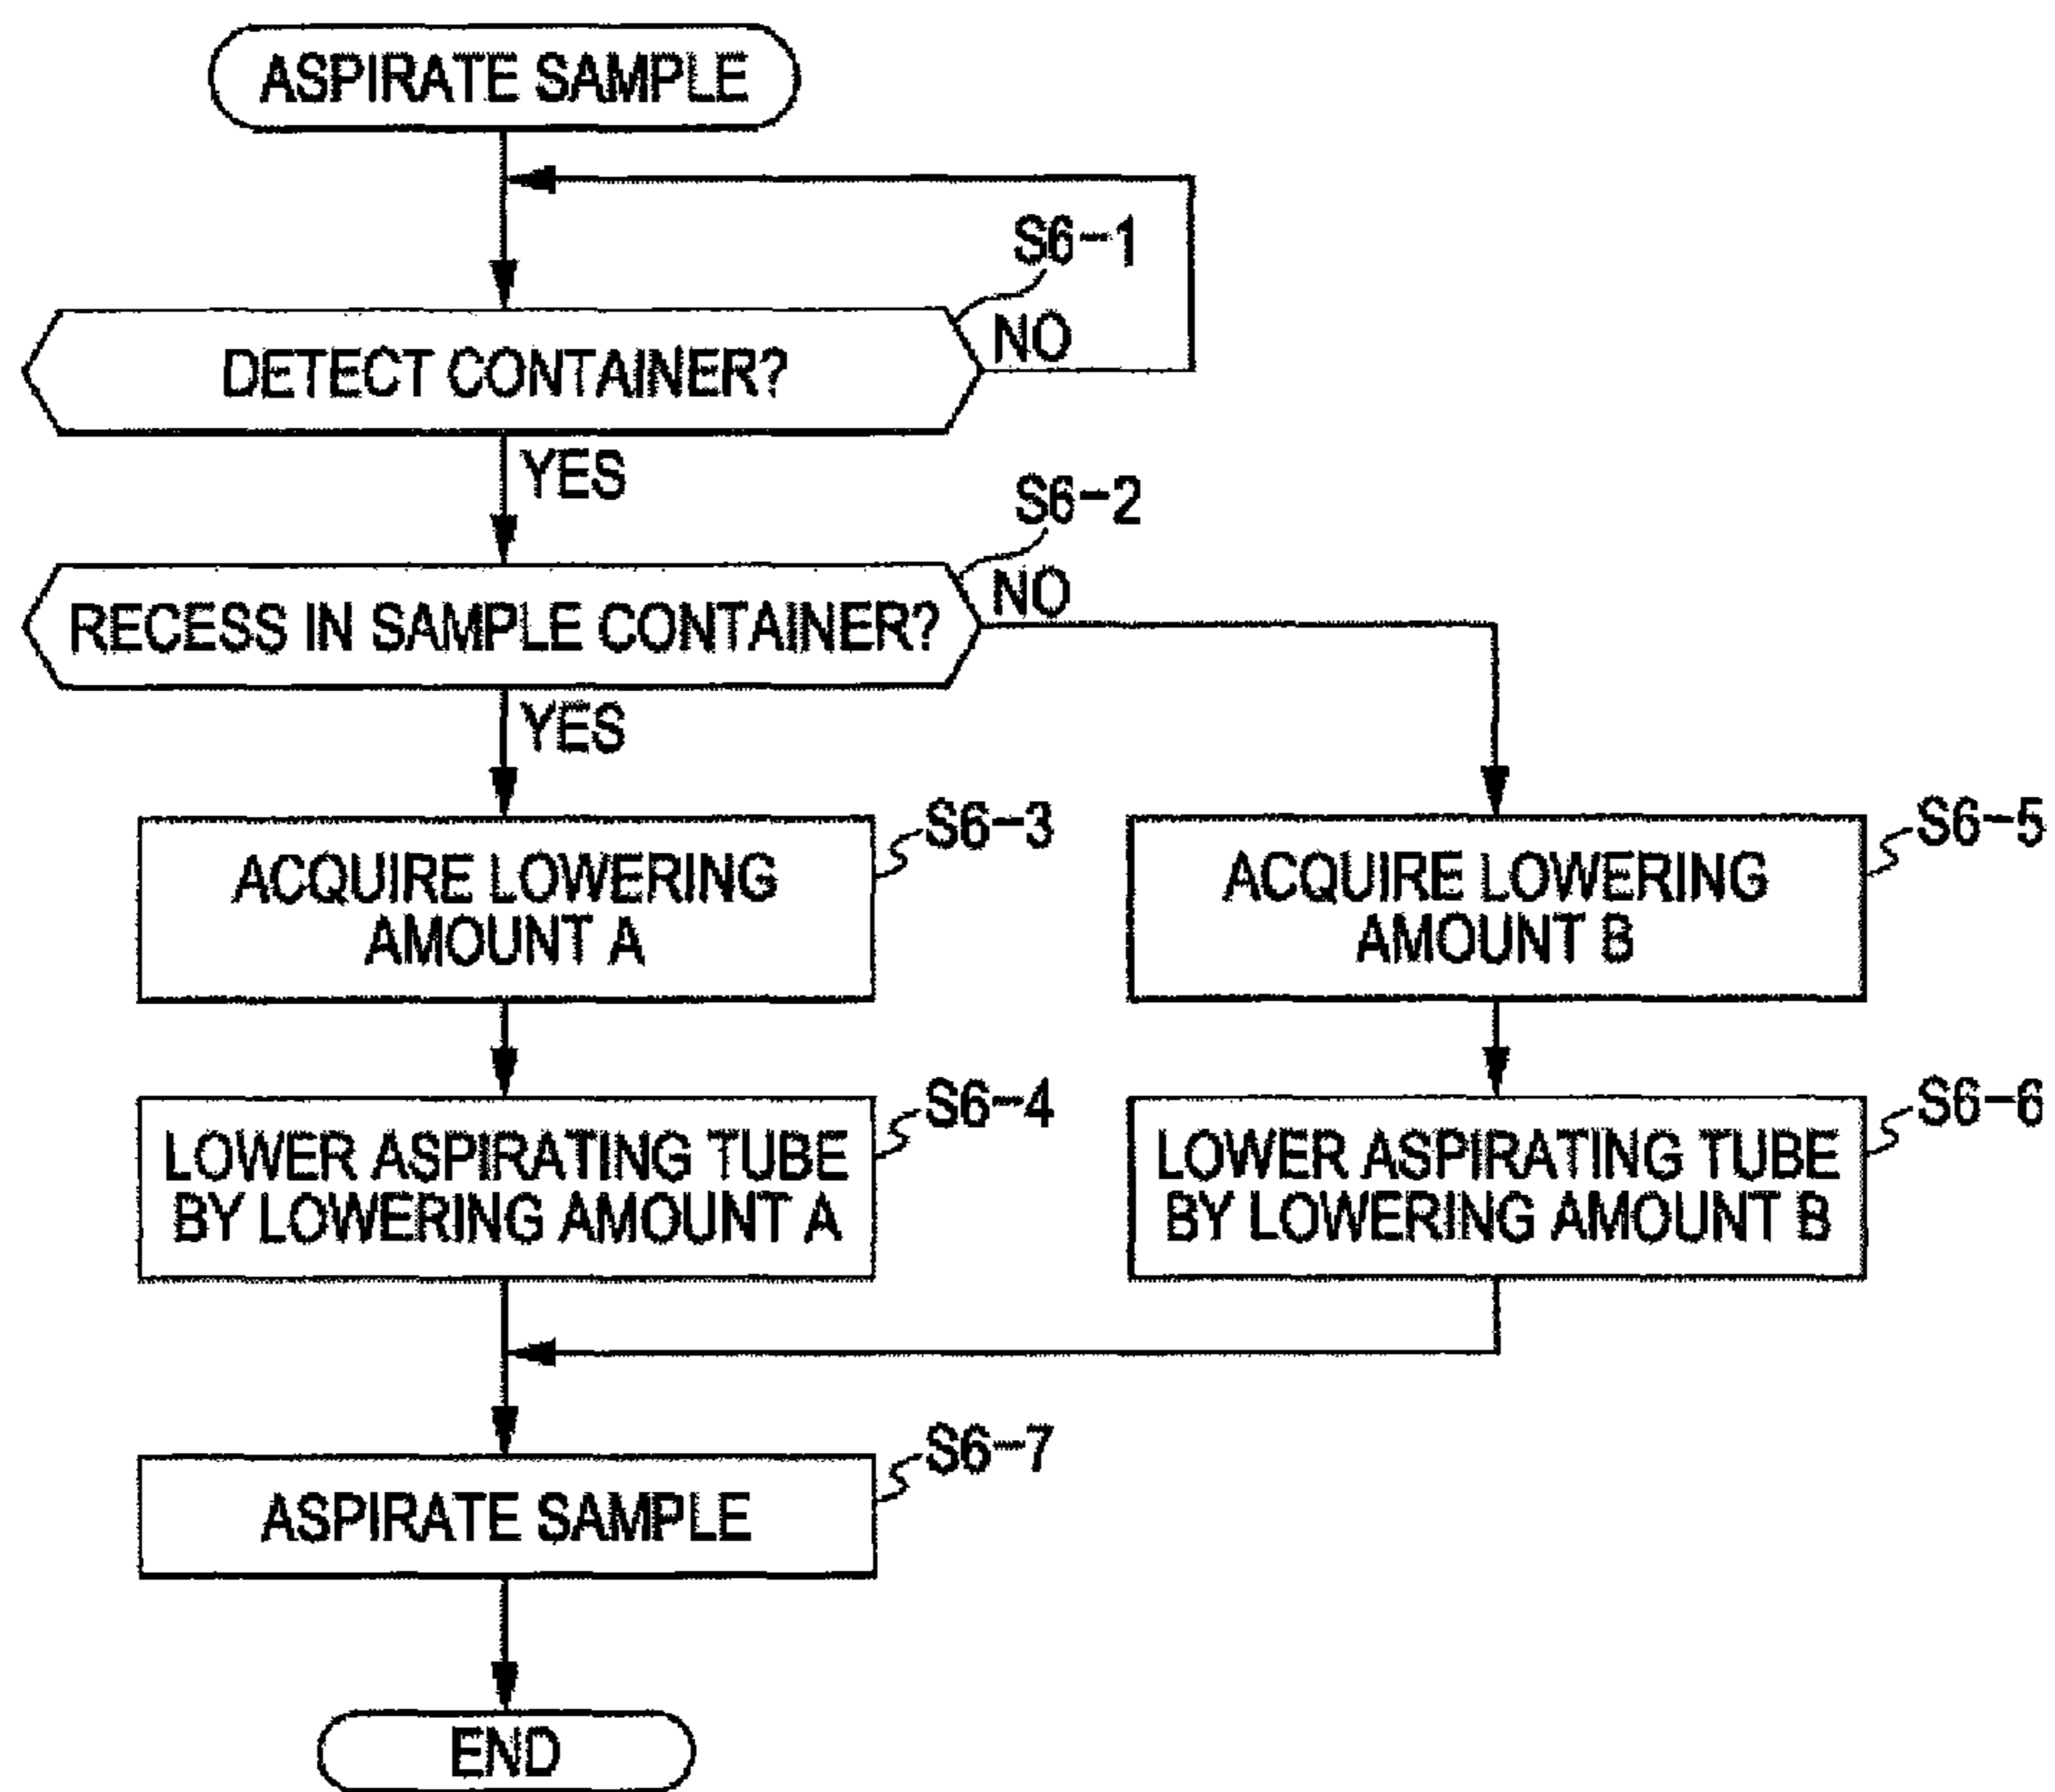 ASPIRATE SAMPLE
S6-1
DETECT CONTAINER?
NO
YES
S6-2
RECESS IN SAMPLE CONTAINER?
NO
YES
S6-3
ACQUIRE LOWERING
AMOUNT A
S6-5
ACQUIRE LOWERING
AMOUNT B
S6-4
LOWER ASPIRATING TUBE
BY LOWERING AMOUNT A
S6-6
LOWER ASPIRATING TUBE
BY LOWERING AMOUNT B
S6-7
ASPIRATE SAMPLE
END